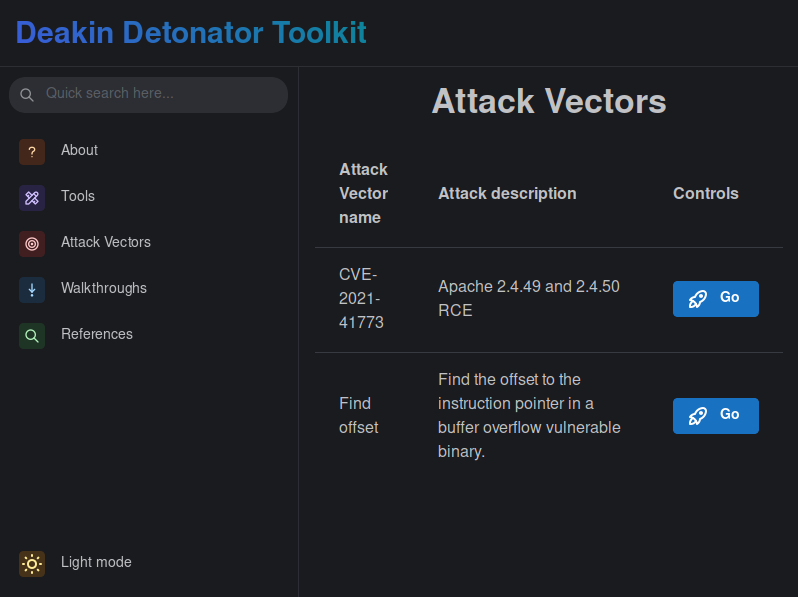 Deakin Detonator Toolkit
Quick search here...
? About
Tools
Attack Vectors
Walkthroughs
References
Light mode
Attack Vectors
Attack
Vector
name
Attack description
Controls
CVE-
2021-
41773
Apache 2.4.49 and 2.4.50
RCE
Go
Find
offset
Find the offset to the
instruction pointer in a
buffer overflow vulnerable
binary.
Go